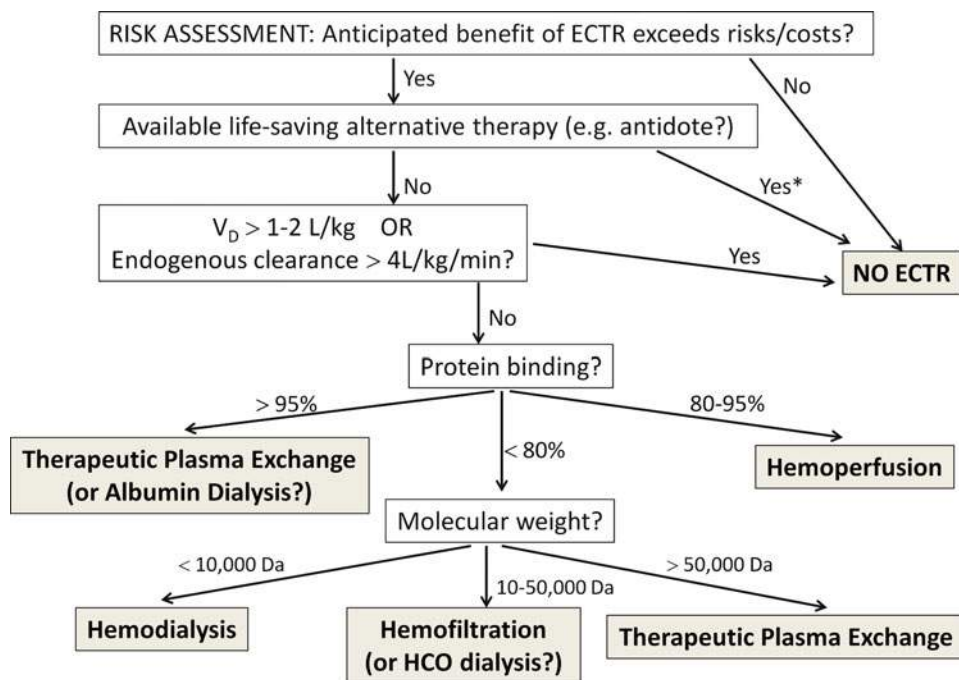 RISK ASSESSMENT: Anticipated benefit of ECTR exceeds risks/costs?
Yes
No
Available life-saving alternative therapy (e.g. antidote?)
No
Yes*
V_D > 1-2 L/kg OR
Endogenous clearance > 4L/kg/min?
Yes
NO ECTR
No
Protein binding?
> 95%
80-95%
< 80%
Therapeutic Plasma Exchange
(or Albumin Dialysis?)
Hemoperfusion
Molecular weight?
< 10,000 Da
10-50,000 Da
> 50,000 Da
Hemodialysis
Hemofiltration
(or HCO dialysis?)
Therapeutic Plasma Exchange